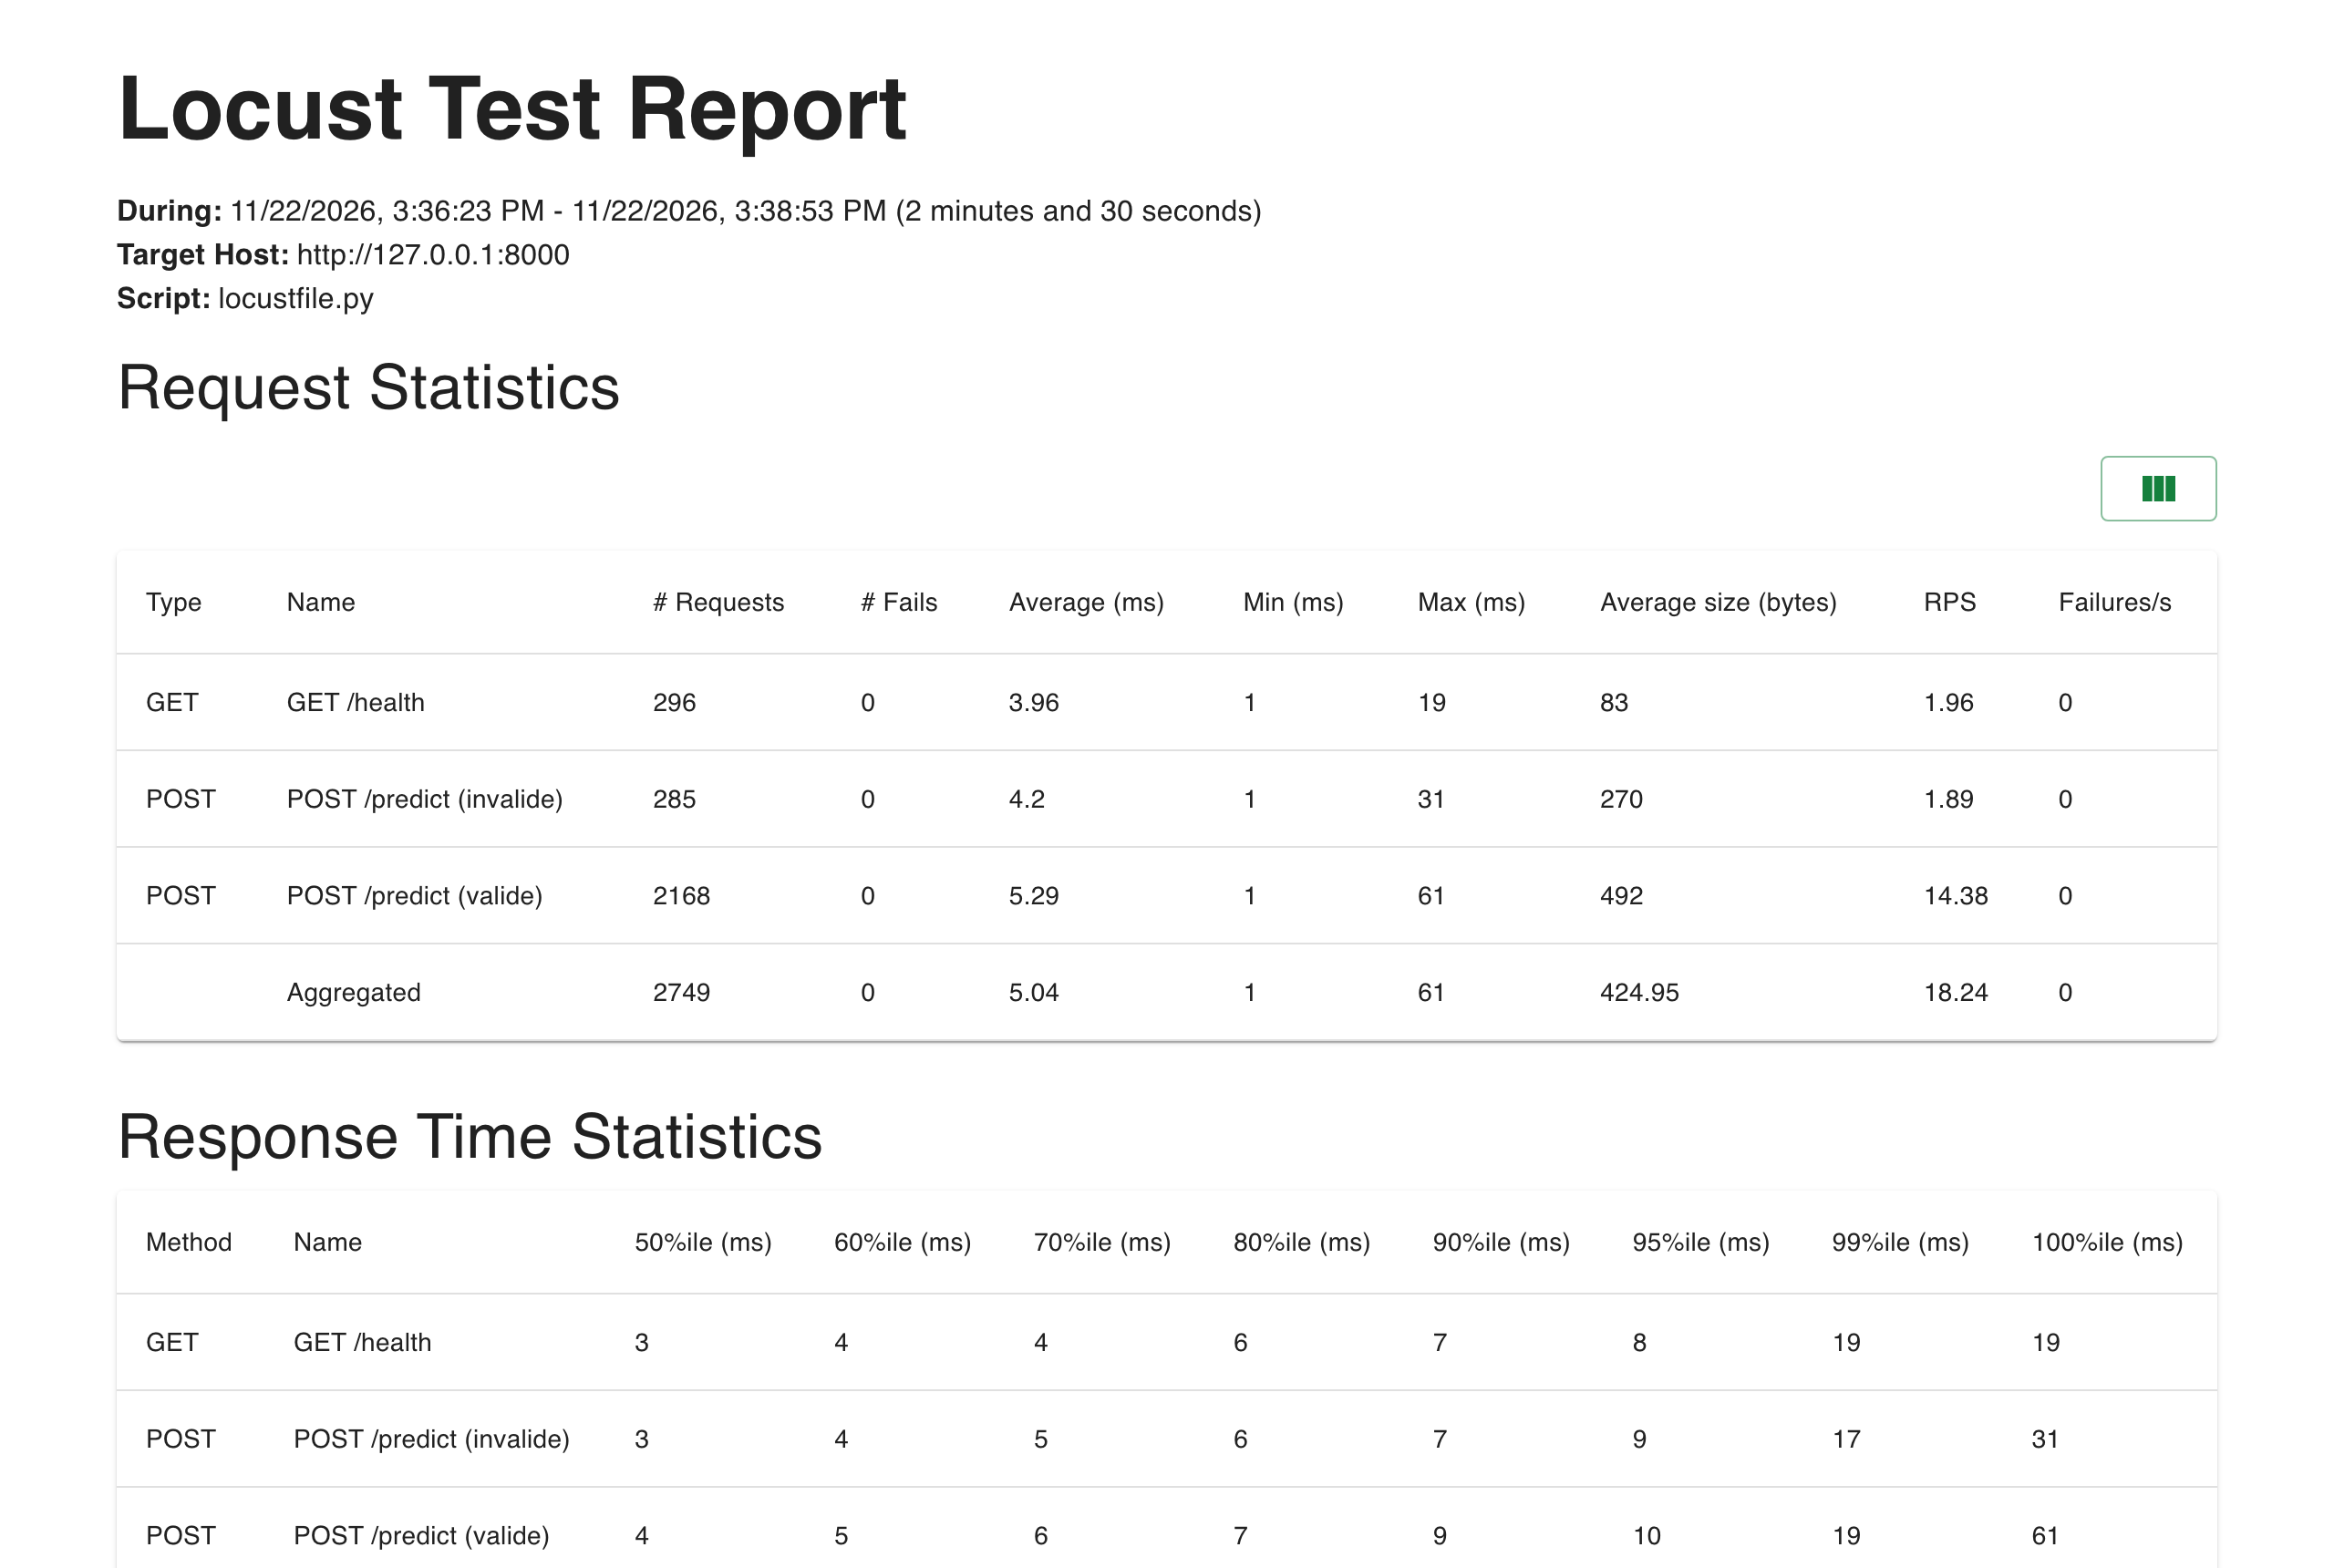 Locust Test Report
During: 11/22/2026, 3:36:23 PM - 11/22/2026, 3:38:53 PM (2 minutes and 30 seconds)
Target Host: http://127.0.0.1:8000
Script: locustfile.py
Request Statistics
Type Name # Requests # Fails Average (ms) Min (ms) Max (ms) Average size (bytes) RPS Failures/s
GET GET /health 296 0 3.96 1 19 83 1.96 0
POST POST /predict (invalide) 285 0 4.2 1 31 270 1.89 0
POST POST /predict (valide) 2168 0 5.29 1 61 492 14.38 0
Aggregated 2749 0 5.04 1 61 424.95 18.24 0
Response Time Statistics
Method Name 50%ile (ms) 60%ile (ms) 70%ile (ms) 80%ile (ms) 90%ile (ms) 95%ile (ms) 99%ile (ms) 100%ile (ms)
GET GET /health 3 4 4 6 7 8 19 19
POST POST /predict (invalide) 3 4 5 6 7 9 17 31
POST POST /predict (valide) 4 5 6 7 9 10 19 61